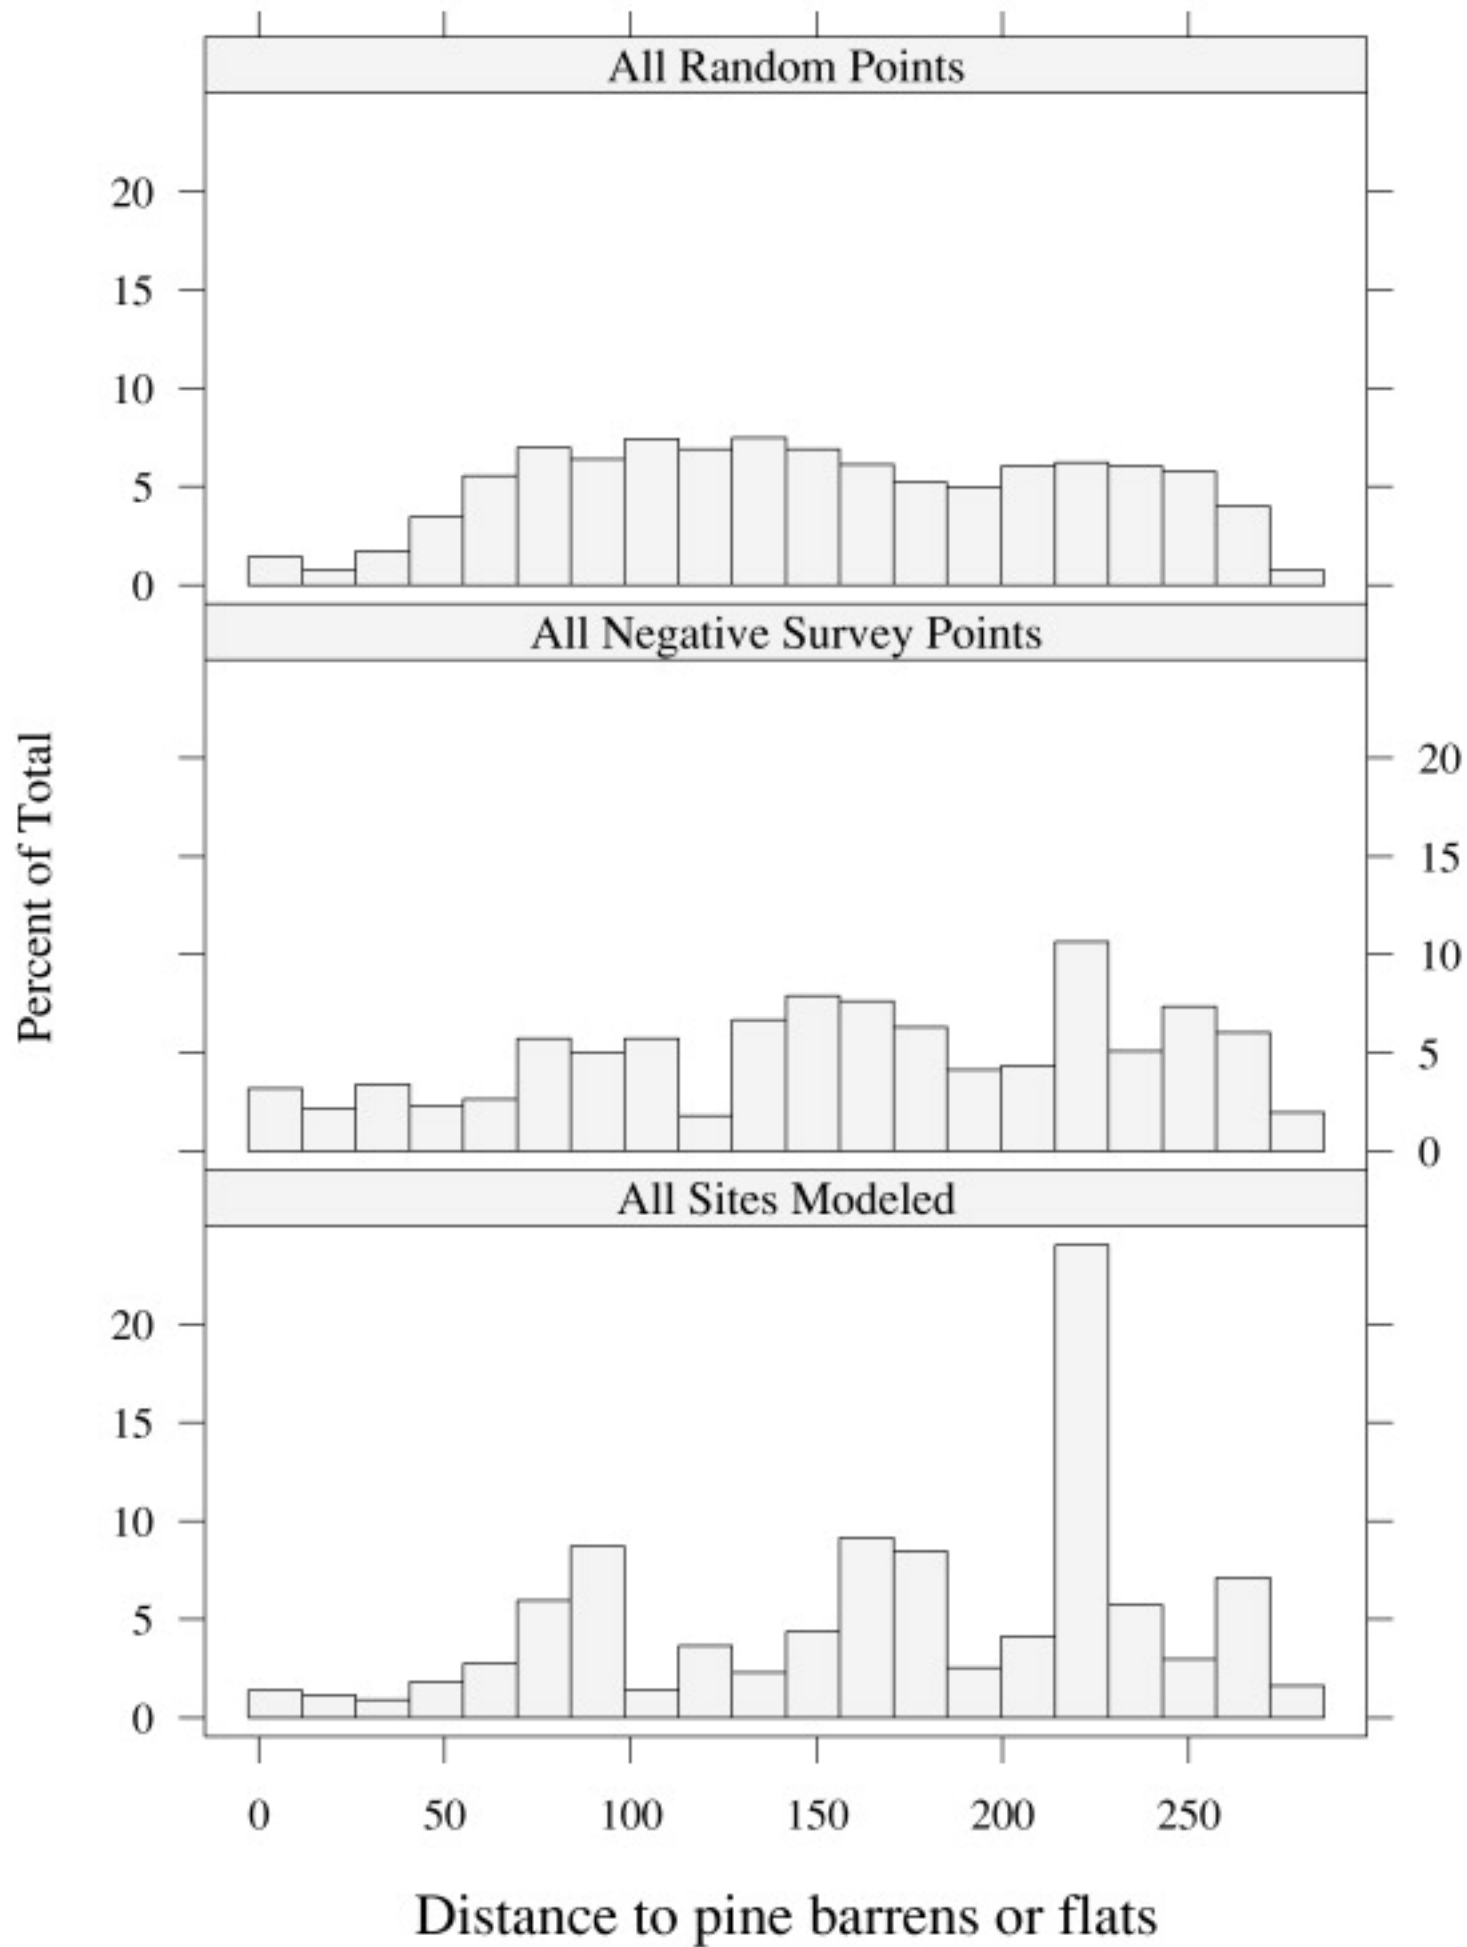 All Random Points
20
15
10
5
0
All Negative Survey Points
Percent of Total
20
15
10
5
0
All Sites Modeled
20
15
10
5
0
0 50 100 150 200 250
Distance to pine barrens or flats